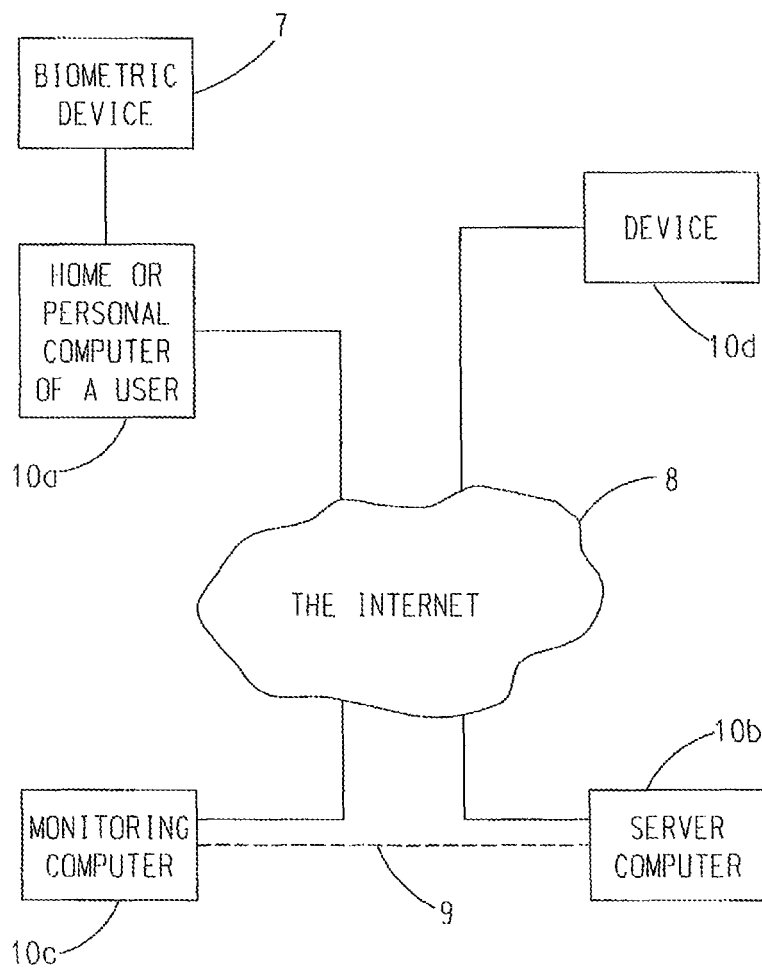 7
BIOMETRIC
DEVICE
DEVICE
10d
HOME OR
PERSONAL
COMPUTER
OF A USER
10a
8
THE INTERNET
10b
MONITORING
COMPUTER
SERVER
COMPUTER
9
10c